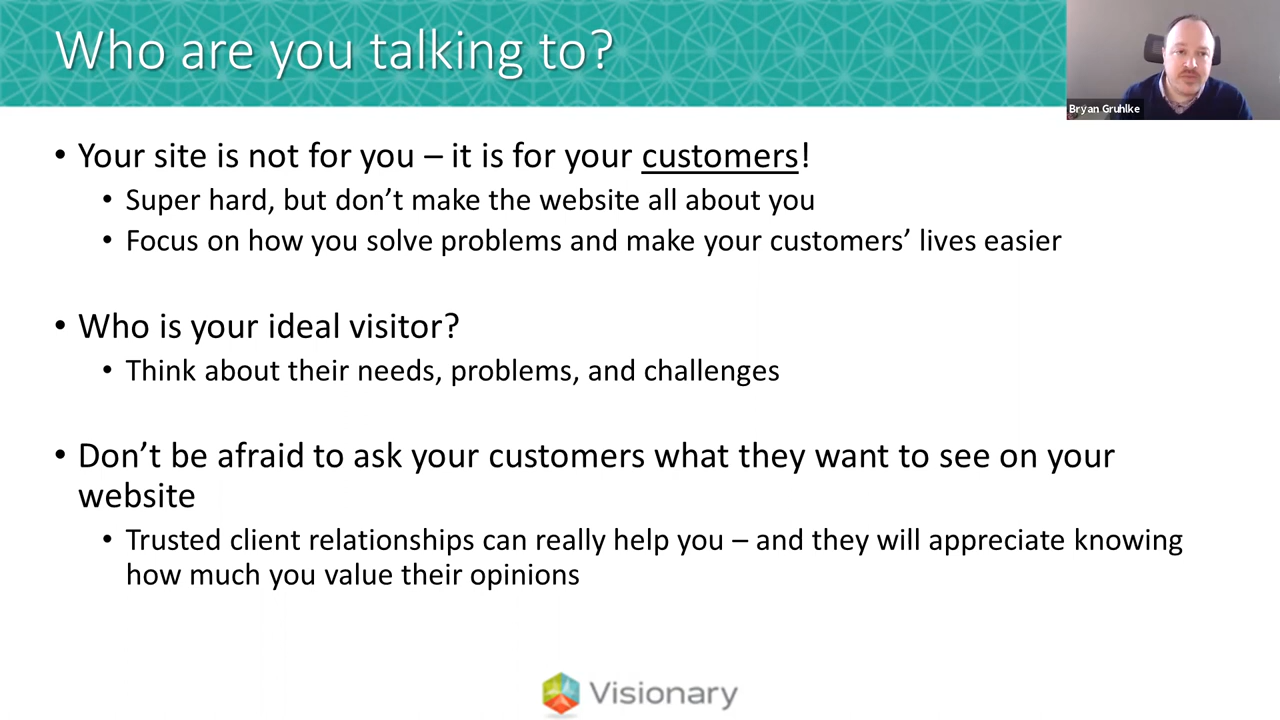 Who are you talking to?
Bryan Gruhlke
• Your site is not for you – it is for your customers!
• Super hard, but don’t make the website all about you
• Focus on how you solve problems and make your customers’ lives easier
• Who is your ideal visitor?
• Think about their needs, problems, and challenges
• Don’t be afraid to ask your customers what they want to see on your
website
• Trusted client relationships can really help you – and they will appreciate knowing
how much you value their opinions
Visionary